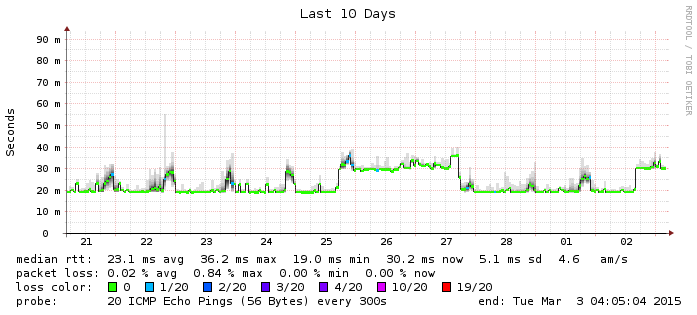 Last 10 Days
RRDTOOL / TOBI OETIKER
Seconds
90 m
80 m
70 m
60 m
50 m
40 m
30 m
20 m
10 m
0
21 22 23 24 25 26 27 28 01 02
median rtt: 23.1 ms avg 36.2 ms max 19.0 ms min 30.2 ms now 5.1 ms sd 4.6 am/s
packet loss: 0.02 % avg 0.84 % max 0.00 % min 0.00 % now
loss color: 0 1/20 2/20 3/20 4/20 10/20 19/20
probe: 20 ICMP Echo Pings (56 Bytes) every 300s end: Tue Mar 3 04:05:04 2015